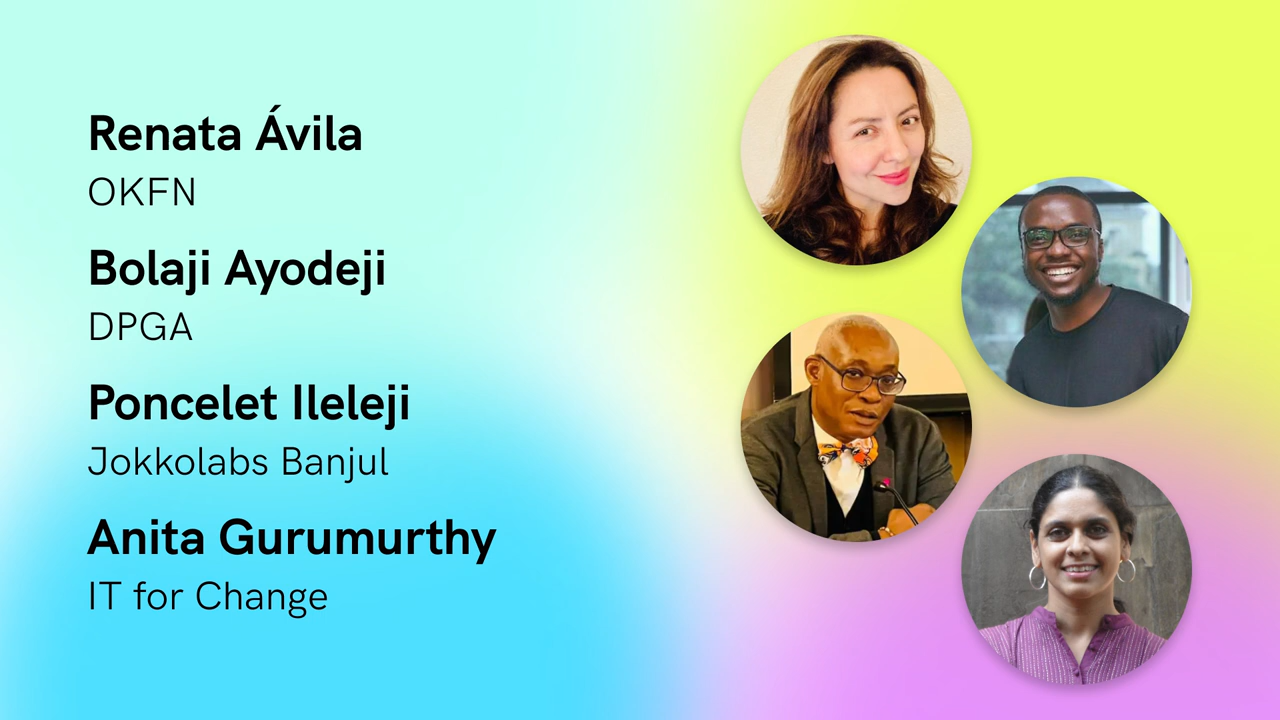 Renata Ávila
OKFN
Bolaji Ayodeji
DPGA
Poncelet Ileleji
Jokkolabs Banjul
Anita Gurumurthy
IT for Change